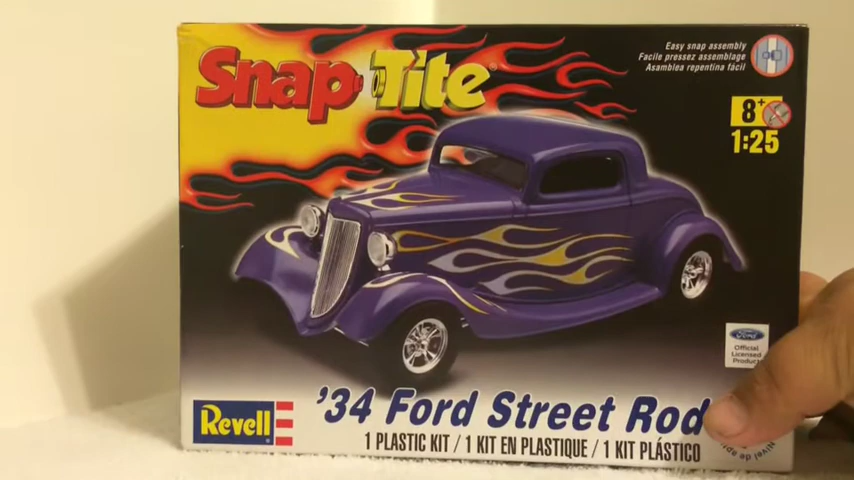 Snap Tite®
Easy snap assembly
Facile pressez assemblage
Asamblea repentina fácil
8+
1:25
Ford
Official
Licensed
Product
Revell
'34 Ford Street Rod
1 PLASTIC KIT / 1 KIT EN PLASTIQUE / 1 KIT PLÁSTICO